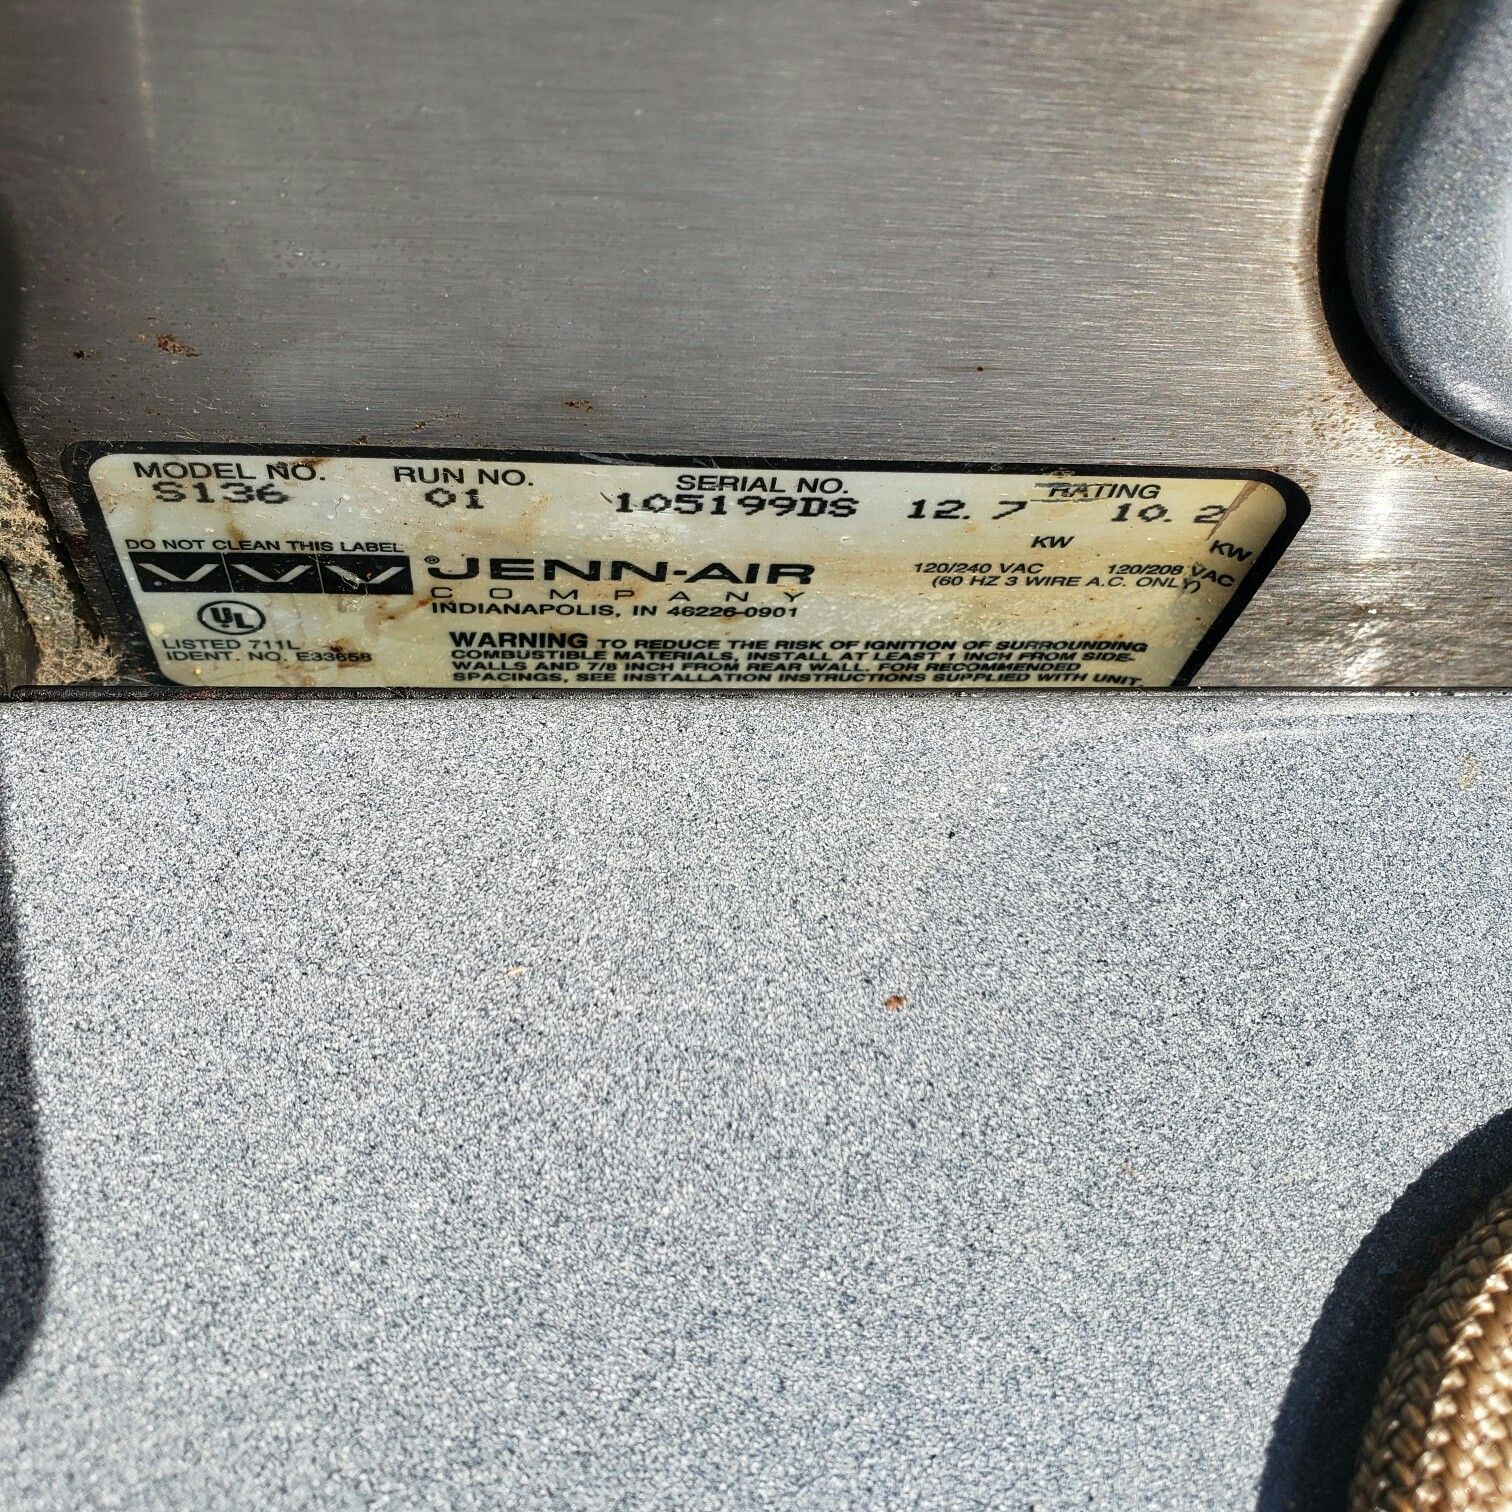 MODEL NO. RUN NO. SERIAL NO. RATING
S136 01 105199DS 12.7 10.2
KW KW
DO NOT CLEAN THIS LABEL
® JENN-AIR 120/240 VAC 120/208 VAC
COMPANY (60 HZ 3 WIRE A.C. ONLY)
INDIANAPOLIS, IN 46226-0901
UL
LISTED 711L
IDENT. NO. E33658
WARNING TO REDUCE THE RISK OF IGNITION OF SURROUNDING
COMBUSTIBLE MATERIALS, INSTALL AT LEAST 1 INCH FROM SIDE-
WALLS AND 7/8 INCH FROM REAR WALL. FOR RECOMMENDED
SPACINGS, SEE INSTALLATION INSTRUCTIONS SUPPLIED WITH UNIT.